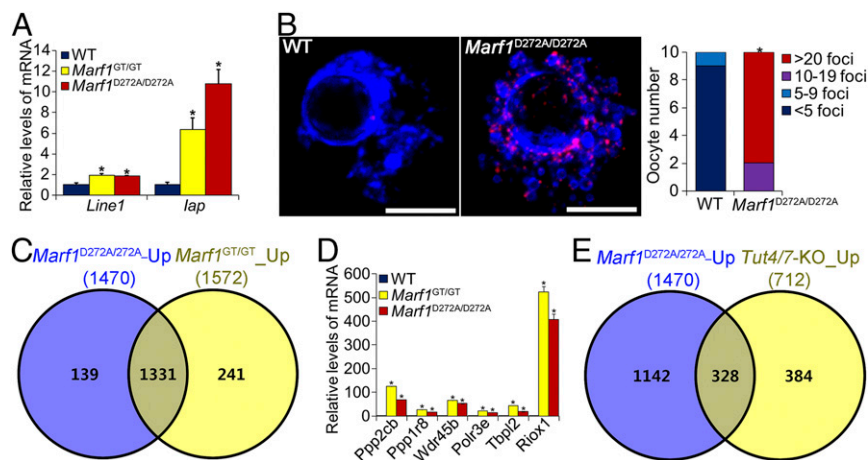 A
Relative levels of mRNA
14
12
10
8
6
4
2
0
WT
Marf1GT/GT
Marf1D272A/D272A
*
*
*
*
Line1
Iap
B
WT
Marf1D272A/D272A
Oocyte number
10
8
6
4
2
0
*
>20 foci
10-19 foci
5-9 foci
<5 foci
WT
Marf1D272A/D272A
C
Marf1D272A/272A-Up
(1470)
Marf1GT/GT_Up
(1572)
139
1331
241
D
Relative levels of mRNA
600
500
400
300
200
100
0
WT
Marf1GT/GT
Marf1D272A/D272A
*
*
*
*
*
*
*
*
*
*
*
*
Ppp2cb
Ppp1r8
Wdr45b
Polr3e
Tbpl2
Riox1
E
Marf1D272A/272A-Up
(1470)
Tut4/7-KO_Up
(712)
1142
328
384